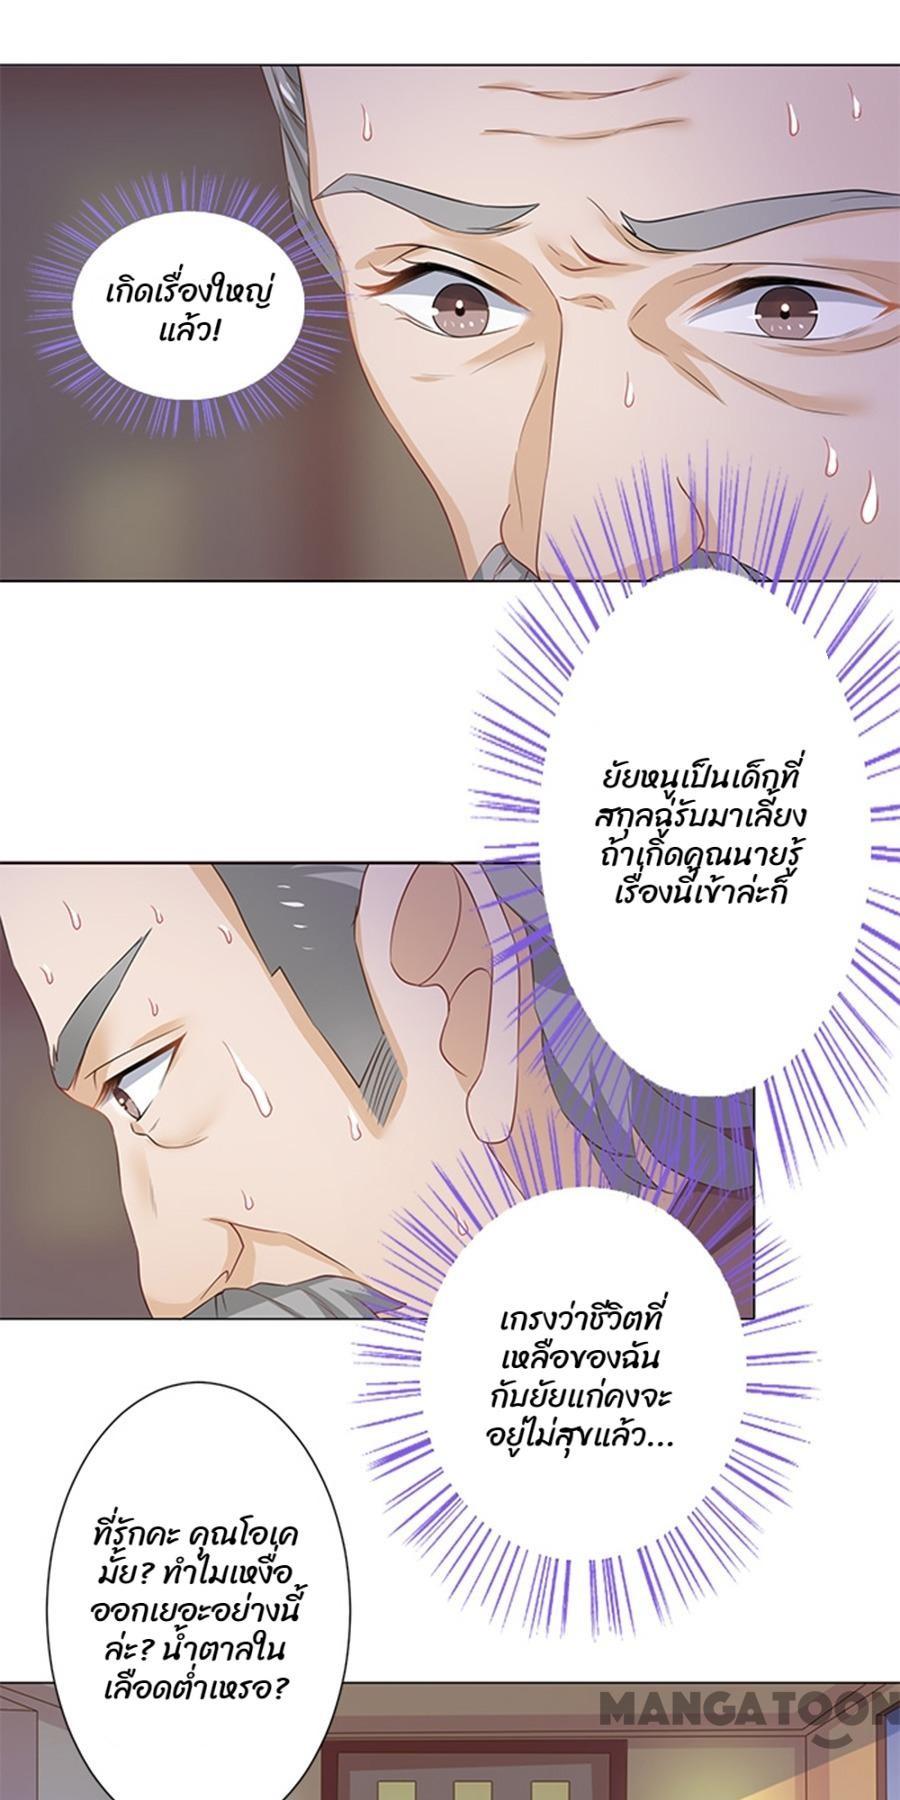 เกิดเรื่องใหญ่
แล้ว!
ยัยหนูเป็นเด็กที่
สกุลฉู่รับมาเลี้ยง
ถ้าเกิดคุณนายรู้
เรื่องนี้เข้าล่ะก็
เกรงว่าชีวิตที่
เหลือของฉัน
กับยัยแก่คงจะ
อยู่ไม่สุขแล้ว...
ที่รักคะ คุณโอเค
มั้ย? ทำไมเหงื่อ
ออกเยอะอย่างนี้
ล่ะ? น้ำตาลใน
เลือดต่ำเหรอ?
MANGATOON